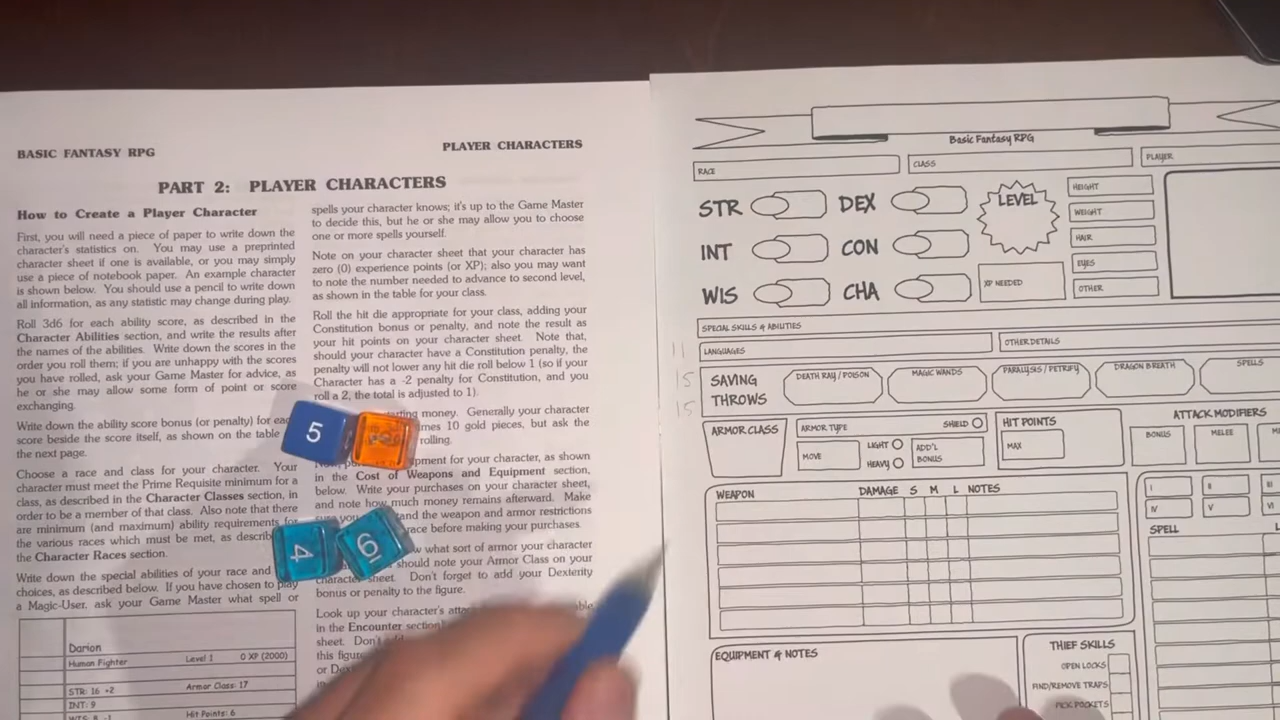 BASIC FANTASY RPG
PLAYER CHARACTERS
PART 2: PLAYER CHARACTERS
How to Create a Player Character
First, you will need a piece of paper to write down the
character's statistics on. You may use a preprinted
character sheet if one is available, or you may simply
use a piece of notebook paper. An example character
is shown below. You should use a pencil to write down
all information, as any statistic may change during play.
Roll 3d6 for each ability score, as described in the
Character Abilities section, and write the results after
the names of the abilities. Write down the scores in the
order you roll them; if you are unhappy with the scores
you have rolled, ask your Game Master for advice, as
he or she may allow some form of point or score
exchanging.
Write down the ability score bonus (or penalty) for each
score beside the score itself, as shown on the table
the next page.
Choose a race and class for your character. Your
character must meet the Prime Requisite minimum for a
class, as described in the Character Classes section, in
order to be a member of that class. Also note that there
are minimum (and maximum) ability requirements for
the various races which must be met, as
the Character Races section.
Write down the special abilities of your race and
choices, as described below. If you have chosen to play
a Magic-User, ask your Game Master what spell or
Darion
Human Fighter Level 1 0 XP (2000)
STR: 16 +2 Armor Class: 17
INT: 9
Hit Points: 6
WIS: 8 -1
spells your character knows; it's up to the Game Master
to decide this, but he or she may allow you to choose
one or more spells yourself.
Note on your character sheet that your character has
zero (0) experience points (or XP); also you may want
to note the number needed to advance to second level,
as shown in the table for your class.
Roll the hit die appropriate for your class, adding your
Constitution bonus or penalty, and note the result as
your hit points on your character sheet. Note that,
should your character have a Constitution penalty, the
penalty will not lower any hit die roll below 1 (so if your
Character has a -2 penalty for Constitution, and you
roll a 2, the total is adjusted to 1).
money. Generally your character
times 10 gold pieces, but ask the
rolling.
for your character, as shown
in the Cost of Weapons and Equipment section,
below. Write your purchases on your character sheet,
and note how much money remains afterward. Make
the weapon and armor restrictions
race before making your purchases.
what sort of armor your character
should note your Armor Class on your
character sheet. Don't forget to add your Dexterity
bonus or penalty to the figure.
Look up your character's
in the Encounter section
sheet. Don't
this figure
or
5
4
6
Basic Fantasy RPG
RACE
CLASS
PLAYER
STR
DEX
LEVEL
HEIGHT
WEIGHT
INT
CON
HAIR
EYES
WIS
CHA
XP NEEDED
OTHER
SPECIAL SKILLS & ABILITIES
11
LANGUAGES
OTHER DETAILS
15
SAVING
THROWS
DEATH RAY / POISON
MAGIC WANDS
PARALYSIS / PETRIFY
DRAGON BREATH
SPELLS
15
ARMOR CLASS
ARMOR TYPE
SHIELD
MOVE
LIGHT
HEAVY
ADD'L
BONUS
HIT POINTS
MAX
ATTACK MODIFIERS
BONUS
MELEE
WEAPON DAMAGE S M L NOTES
I
II
III
IV
V
VI
SPELL
EQUIPMENT & NOTES
THIEF SKILLS
OPEN LOCKS
FIND/REMOVE TRAPS
PICK POCKETS